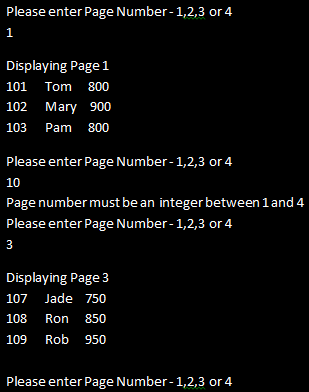 Please enter Page Number - 1,2,3 or 4
1
Displaying Page 1
101 Tom 800
102 Mary 900
103 Pam 800
Please enter Page Number - 1,2,3 or 4
10
Page number must be an integer between 1 and 4
Please enter Page Number - 1,2,3 or 4
3
Displaying Page 3
107 Jade 750
108 Ron 850
109 Rob 950
Please enter Page Number - 1,2,3 or 4